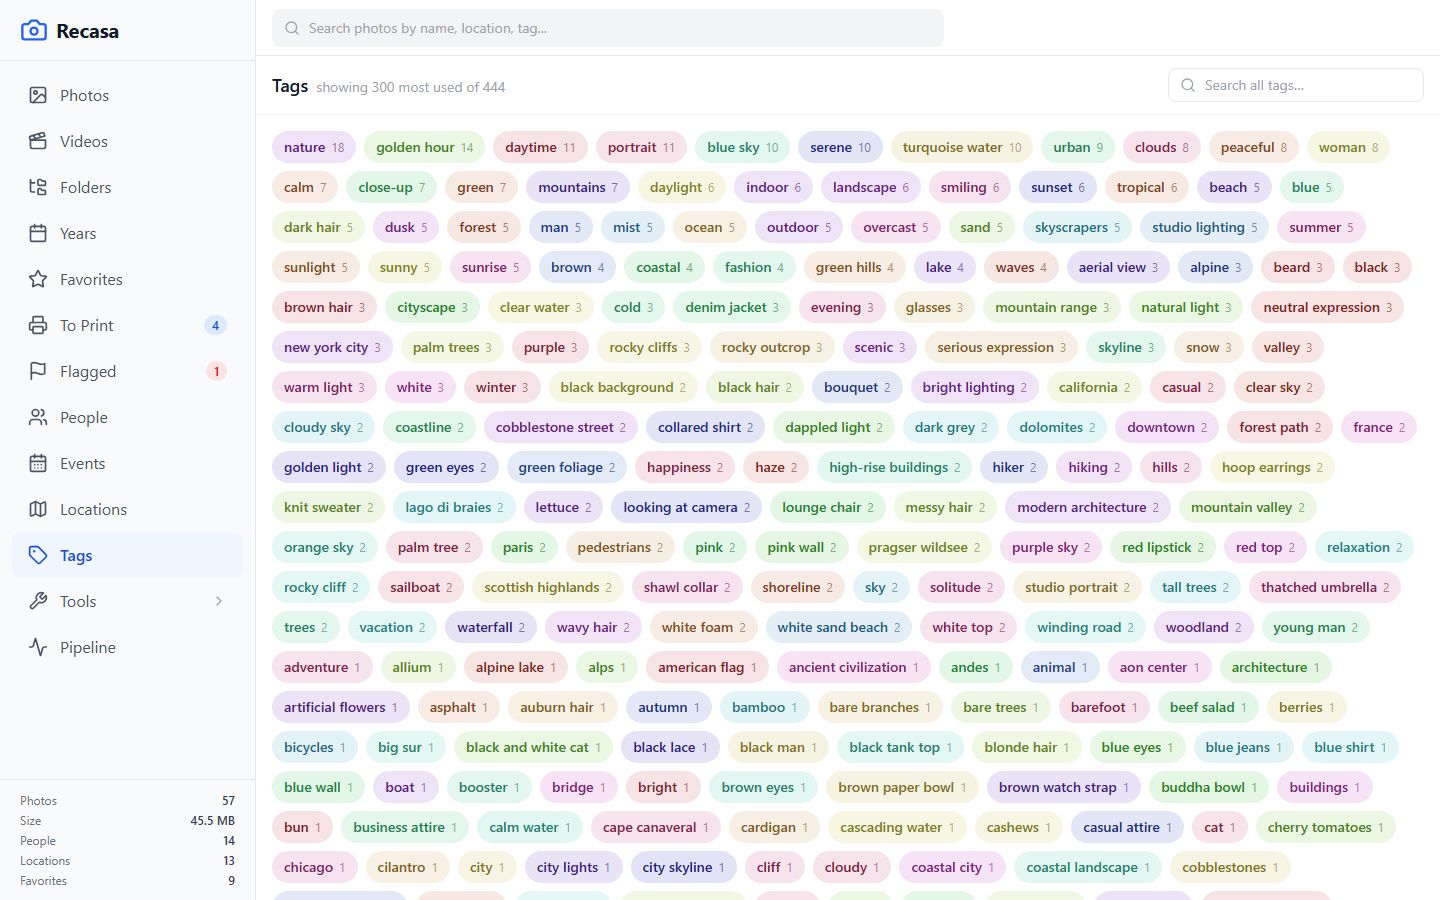 Recasa
Search photos by name, location, tag...
Photos
Videos
Folders
Years
Favorites
To Print 4
Flagged 1
People
Events
Locations
Tags
Tools
Pipeline
Photos 57
Size 45.5 MB
People 14
Locations 13
Favorites 9
Tags showing 300 most used of 444
Search all tags...
nature 18 golden hour 14 daytime 11 portrait 11 blue sky 10 serene 10 turquoise water 10 urban 9 clouds 8 peaceful 8 woman 8
calm 7 close-up 7 green 7 mountains 7 daylight 6 indoor 6 landscape 6 smiling 6 sunset 6 tropical 6 beach 5 blue 5
dark hair 5 dusk 5 forest 5 man 5 mist 5 ocean 5 outdoor 5 overcast 5 sand 5 skyscrapers 5 studio lighting 5 summer 5
sunlight 5 sunny 5 sunrise 5 brown 4 coastal 4 fashion 4 green hills 4 lake 4 waves 4 aerial view 3 alpine 3 beard 3 black 3
brown hair 3 cityscape 3 clear water 3 cold 3 denim jacket 3 evening 3 glasses 3 mountain range 3 natural light 3 neutral expression 3
new york city 3 palm trees 3 purple 3 rocky cliffs 3 rocky outcrop 3 scenic 3 serious expression 3 skyline 3 snow 3 valley 3
warm light 3 white 3 winter 3 black background 2 black hair 2 bouquet 2 bright lighting 2 california 2 casual 2 clear sky 2
cloudy sky 2 coastline 2 cobblestone street 2 collared shirt 2 dappled light 2 dark grey 2 dolomites 2 downtown 2 forest path 2 france 2
golden light 2 green eyes 2 green foliage 2 happiness 2 haze 2 high-rise buildings 2 hiker 2 hiking 2 hills 2 hoop earrings 2
knit sweater 2 lago di braies 2 lettuce 2 looking at camera 2 lounge chair 2 messy hair 2 modern architecture 2 mountain valley 2
orange sky 2 palm tree 2 paris 2 pedestrians 2 pink 2 pink wall 2 pragser wildsee 2 purple sky 2 red lipstick 2 red top 2 relaxation 2
rocky cliff 2 sailboat 2 scottish highlands 2 shawl collar 2 shoreline 2 sky 2 solitude 2 studio portrait 2 tall trees 2 thatched umbrella 2
trees 2 vacation 2 waterfall 2 wavy hair 2 white foam 2 white sand beach 2 white top 2 winding road 2 woodland 2 young man 2
adventure 1 allium 1 alpine lake 1 alps 1 american flag 1 ancient civilization 1 andes 1 animal 1 aon center 1 architecture 1
artificial flowers 1 asphalt 1 auburn hair 1 autumn 1 bamboo 1 bare branches 1 bare trees 1 barefoot 1 beef salad 1 berries 1
bicycles 1 big sur 1 black and white cat 1 black lace 1 black man 1 black tank top 1 blonde hair 1 blue eyes 1 blue jeans 1 blue shirt 1
blue wall 1 boat 1 booster 1 bridge 1 bright 1 brown eyes 1 brown paper bowl 1 brown watch strap 1 buddha bowl 1 buildings 1
bun 1 business attire 1 calm water 1 cape canaveral 1 cardigan 1 cascading water 1 cashews 1 casual attire 1 cat 1 cherry tomatoes 1
chicago 1 cilantro 1 city 1 city lights 1 city skyline 1 cliff 1 cloudy 1 coastal city 1 coastal landscape 1 cobblestones 1